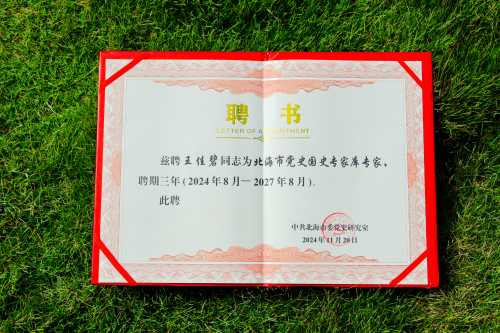 聘书
LETTER OF APPOINTMENT
兹聘王佳碧同志为北海市党史国史专家库专家，
聘期三年(2024年8月—2027年8月).
此聘
中共北海市委党史研究室
2024年11月20日